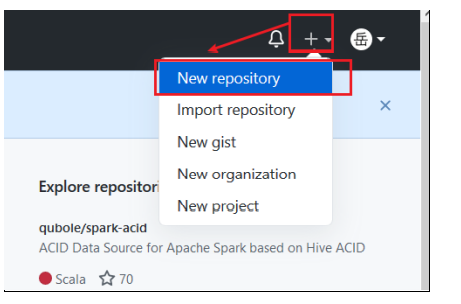 岳
New repository
Import repository
New gist
New organization
New project
Explore repositori
qubole/spark-acid
ACID Data Source for Apache Spark based on Hive ACID
Scala 70